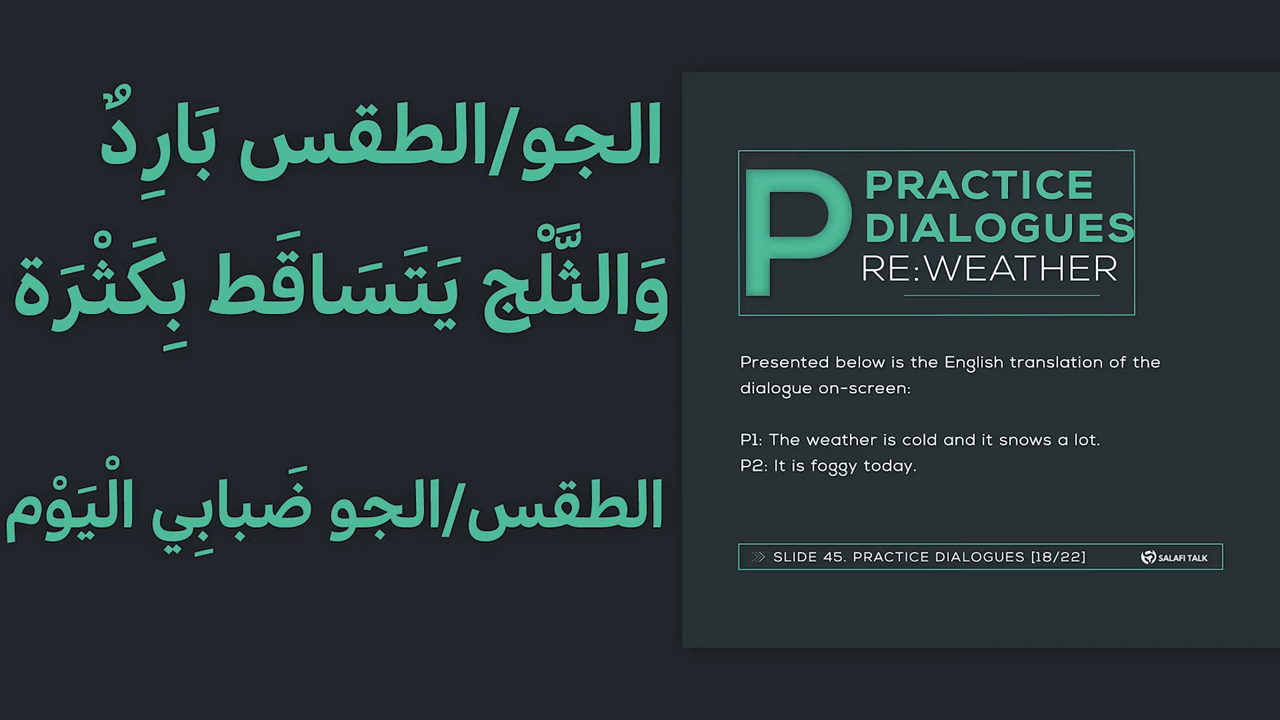 الجو/الطقس بَارِدٌ
وَالثَّلْج يَتَسَاقَط بِكَثْرَة
الطقس/الجو ضَبابِي الْيَوْم
P PRACTICE
DIALOGUES
RE:WEATHER
Presented below is the English translation of the
dialogue on-screen:
P1: The weather is cold and it snows a lot.
P2: It is foggy today.
SLIDE 45. PRACTICE DIALOGUES [18/22] SALAFI TALK